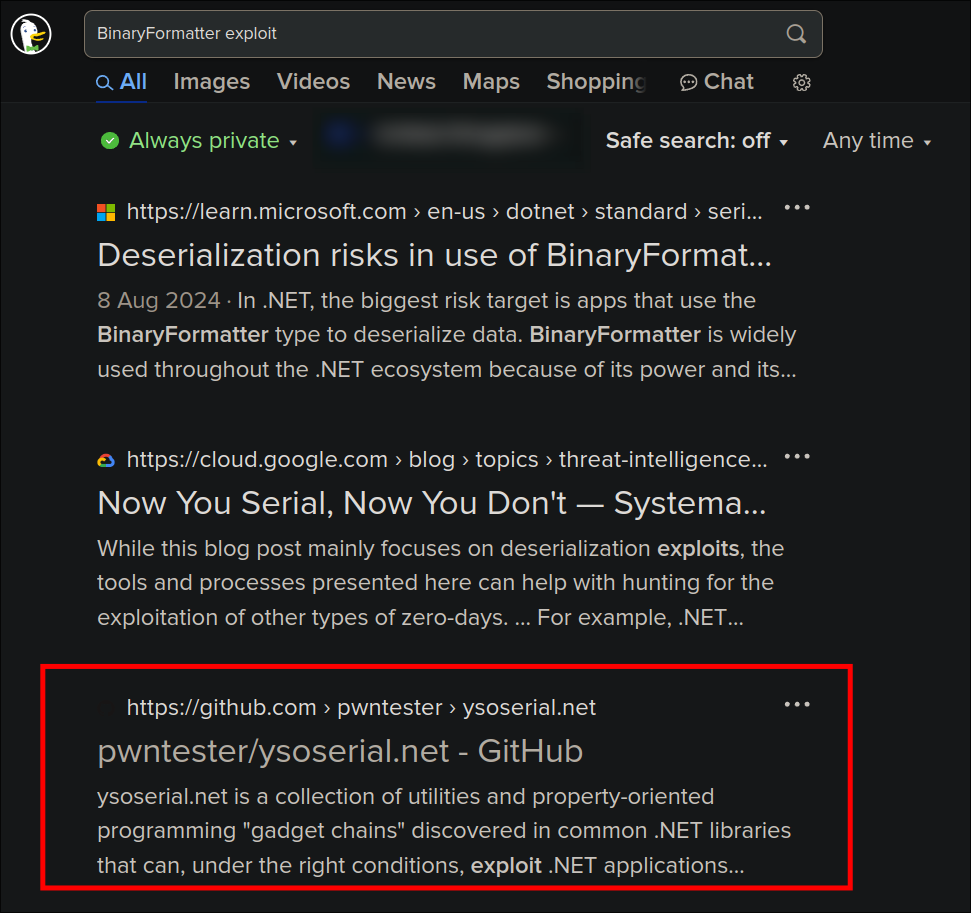 BinaryFormatter exploit
All Images Videos News Maps Shopping Chat
Always private Safe search: off Any time
https://learn.microsoft.com › en-us › dotnet › standard › seri...
Deserialization risks in use of BinaryFormat...
8 Aug 2024 · In .NET, the biggest risk target is apps that use the
BinaryFormatter type to deserialize data. BinaryFormatter is widely
used throughout the .NET ecosystem because of its power and its...
https://cloud.google.com › blog › topics › threat-intelligence...
Now You Serial, Now You Don't — Systema...
While this blog post mainly focuses on deserialization exploits, the
tools and processes presented here can help with hunting for the
exploitation of other types of zero-days. ... For example, .NET...
https://github.com › pwntester › ysoserial.net
pwntester/ysoserial.net - GitHub
ysoserial.net is a collection of utilities and property-oriented
programming "gadget chains" discovered in common .NET libraries
that can, under the right conditions, exploit .NET applications...